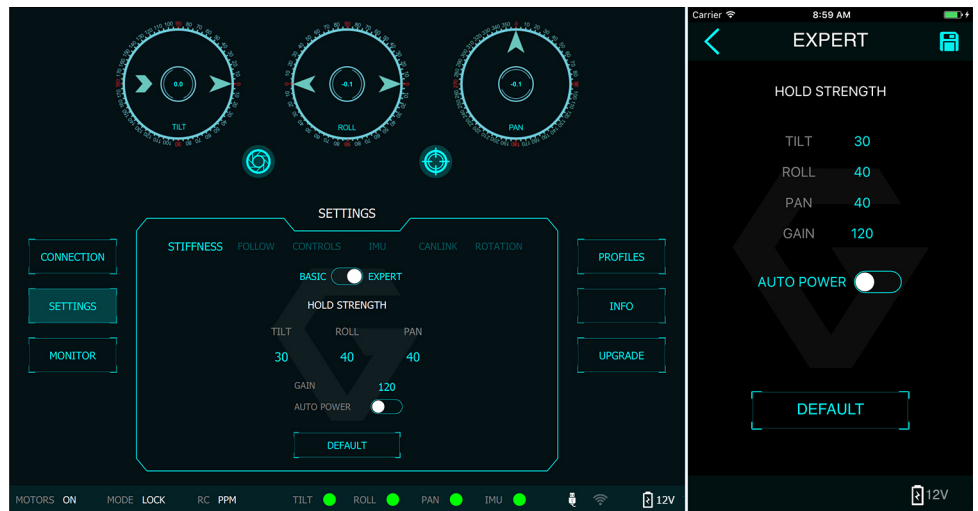 0.0
TILT
-0.1
ROLL
-0.1
PAN
SETTINGS
CONNECTION
SETTINGS
MONITOR
STIFFNESS FOLLOW CONTROLS IMU CANLINK ROTATION
BASIC EXPERT
HOLD STRENGTH
TILT ROLL PAN
30 40 40
GAIN 120
AUTO POWER
DEFAULT
PROFILES
INFO
UPGRADE
MOTORS ON MODE LOCK RC PPM TILT ROLL PAN IMU 12V
Carrier 8:59 AM
EXPERT
HOLD STRENGTH
TILT 30
ROLL 40
PAN 40
GAIN 120
AUTO POWER
DEFAULT
12V